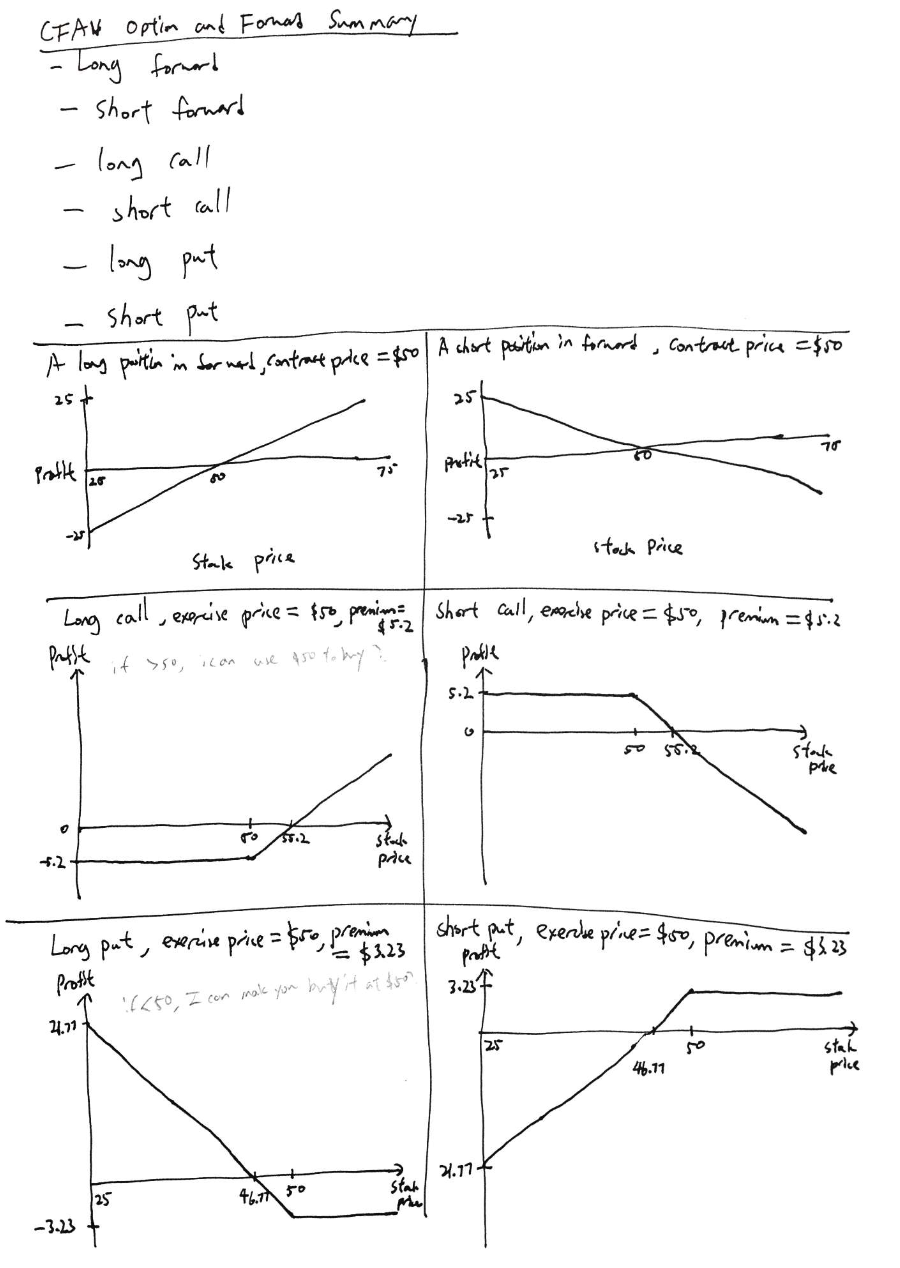 CFA Option and Forward Summary
- Long forward
- Short forward
- long call
- short call
- long put
- short put
A long position in forward, contract price = $50
25
Profit
25
50
75
-25
Stock price
A short position in forward, contract price = $50
25
Profit
25
50
75
-25
stock price
Long call, exercise price = $50, premium =
$5.2
Profit
if >50, i can use $50 to buy
0
50
55.2
stock
price
-5.2
Short call, exercise price = $50, premium = $5.2
Profit
5.2
0
50
55.2
stock
price
Long put, exercise price = $50, premium
= $3.23
Profit
if <50, I can make you buy it at $50
21.77
25
46.77
50
stock
price
-3.23
short put, exercise price = $50, premium = $3.23
profit
3.23
25
46.77
50
stock
price
21.77